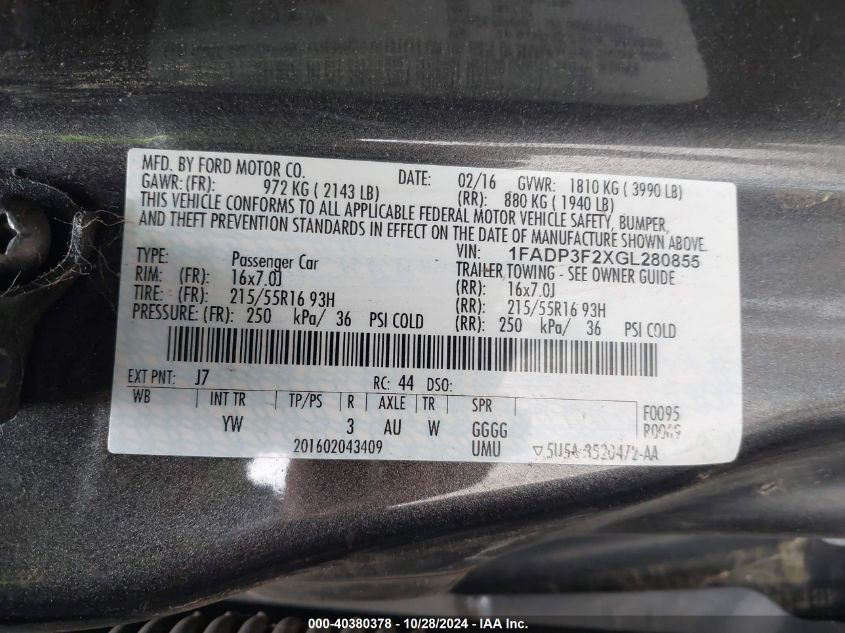 MFD. BY FORD MOTOR CO. DATE: 02/16 GVWR: 1810 KG ( 3990 LB)
GAWR: (FR): 972 KG ( 2143 LB) (RR): 880 KG ( 1940 LB)
THIS VEHICLE CONFORMS TO ALL APPLICABLE FEDERAL MOTOR VEHICLE SAFETY, BUMPER,
AND THEFT PREVENTION STANDARDS IN EFFECT ON THE DATE OF MANUFACTURE SHOWN ABOVE.
VIN: 1FADP3F2XGL280855
TYPE: Passenger Car TRAILER TOWING - SEE OWNER GUIDE
RIM: (FR): 16x7.0J (RR): 16x7.0J
TIRE: (FR): 215/55R16 93H (RR): 215/55R16 93H
PRESSURE: (FR): 250 kPa/ 36 PSI COLD (RR): 250 kPa/ 36 PSI COLD
EXT PNT: J7 RC: 44 DSO:
WB INT TR TP/PS R AXLE TR SPR F0095
YW 3 AU W GGGG
201602043409 UMU
000-40380378 - 10/28/2024 - IAA Inc.